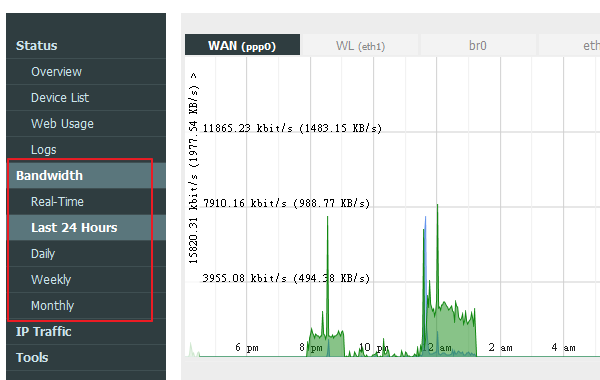 Status
Overview
Device List
Web Usage
Logs
Bandwidth
Real-Time
Last 24 Hours
Daily
Weekly
Monthly
IP Traffic
Tools
WAN (ppp0)
WL (eth1)
br0
eth
15820.31 kbit/s (1977.54 KB/s) >
11865.23 kbit/s (1483.15 KB/s)
7910.16 kbit/s (988.77 KB/s)
3955.08 kbit/s (494.38 KB/s)
6 pm
8 pm
10 pm
12 am
2 am
4 am